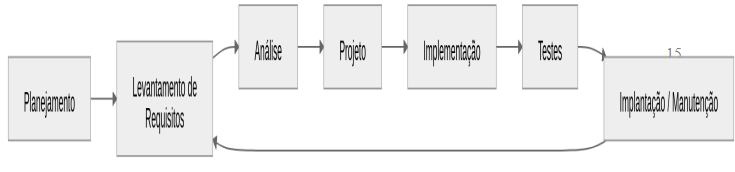 Planejamento
Levantamento de
Requisitos
Análise
Projeto
Implementação
Testes
15
Implantação / Manutenção